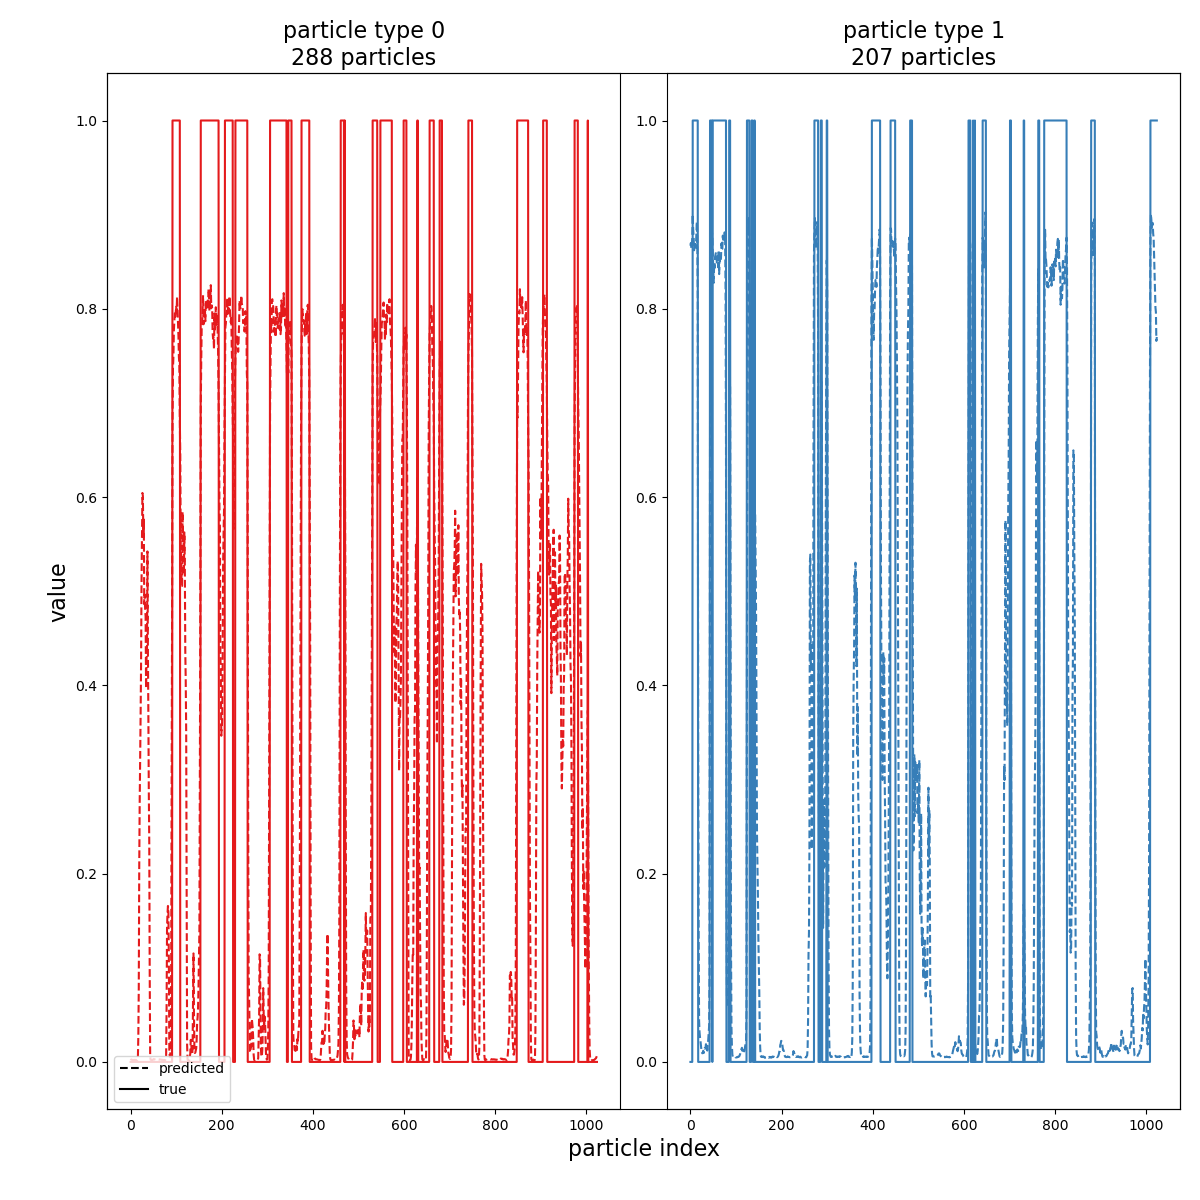 particle type 0
288 particles
particle type 1
207 particles
value
1.0
0.8
0.6
0.4
0.2
0.0
1.0
0.8
0.6
0.4
0.2
0.0
predicted
true
0 200 400 600 800 1000
0 200 400 600 800 1000
particle index